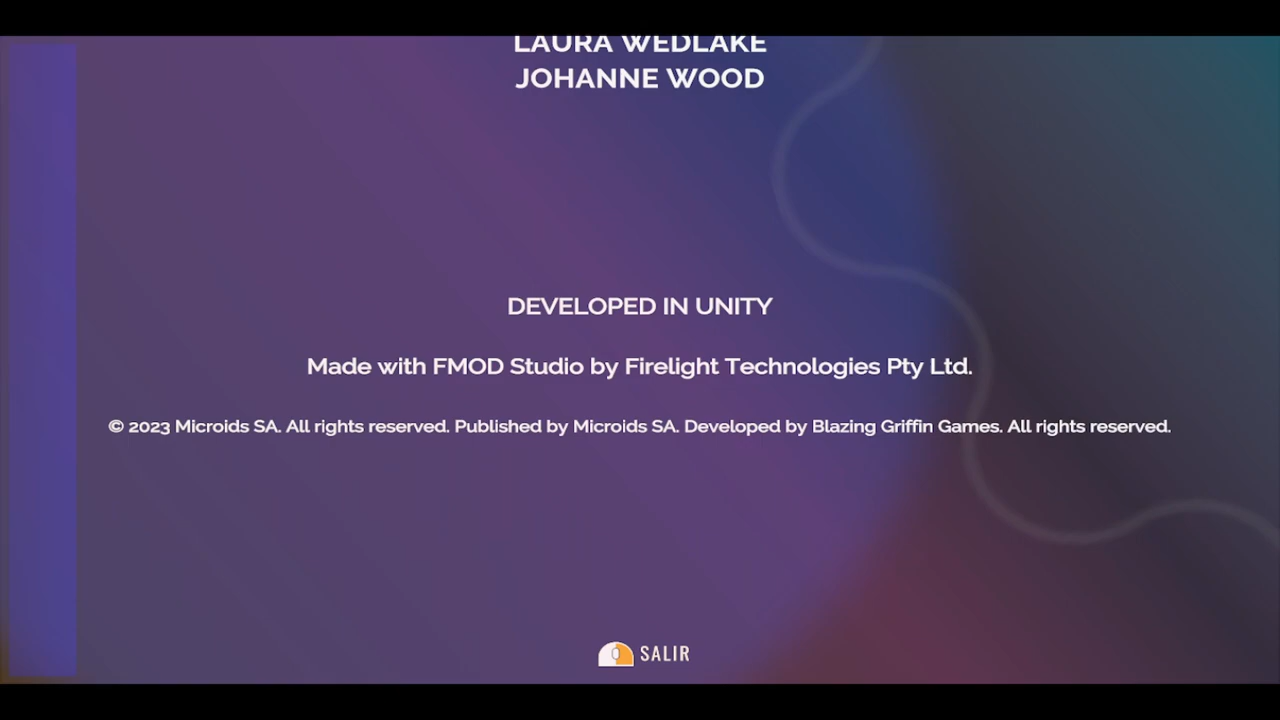 LAURA WEDLAKE
JOHANNE WOOD
DEVELOPED IN UNITY
Made with FMOD Studio by Firelight Technologies Pty Ltd.
© 2023 Microids SA. All rights reserved. Published by Microids SA. Developed by Blazing Griffin Games. All rights reserved.
SALIR